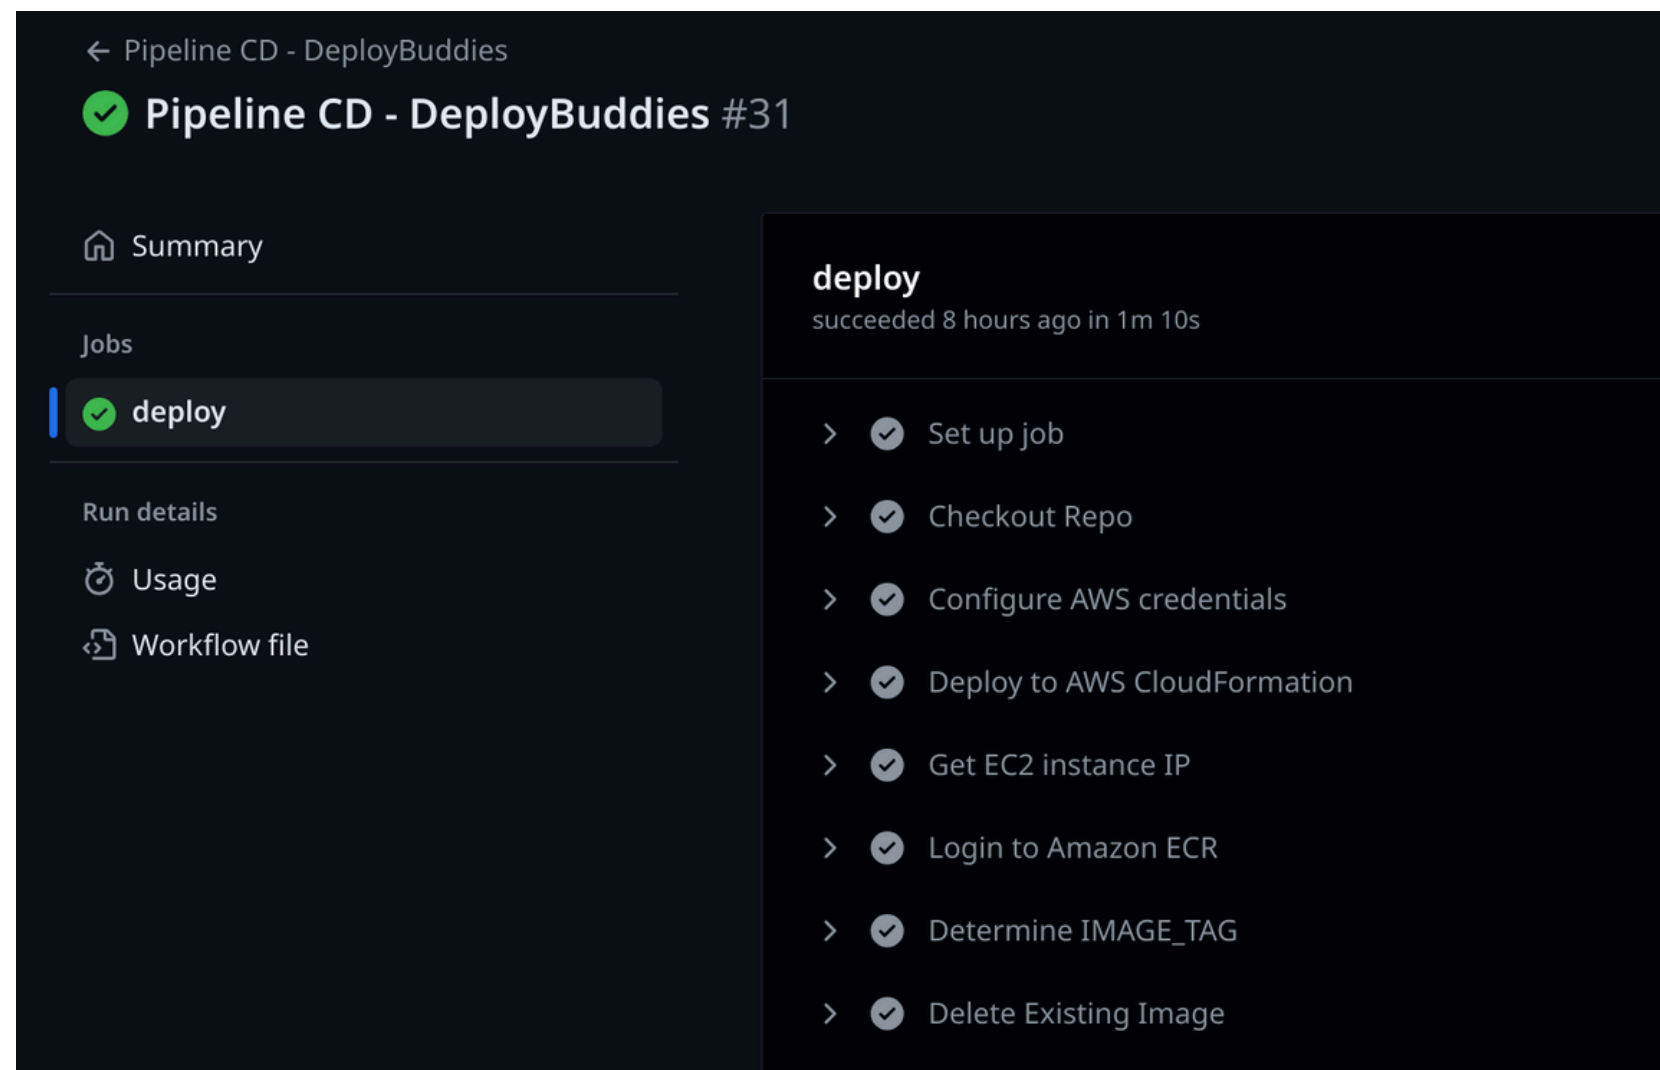 Pipeline CD - DeployBuddies
Pipeline CD - DeployBuddies #31
Summary
Jobs
deploy
Run details
Usage
Workflow file
deploy
succeeded 8 hours ago in 1m 10s
Set up job
Checkout Repo
Configure AWS credentials
Deploy to AWS CloudFormation
Get EC2 instance IP
Login to Amazon ECR
Determine IMAGE_TAG
Delete Existing Image